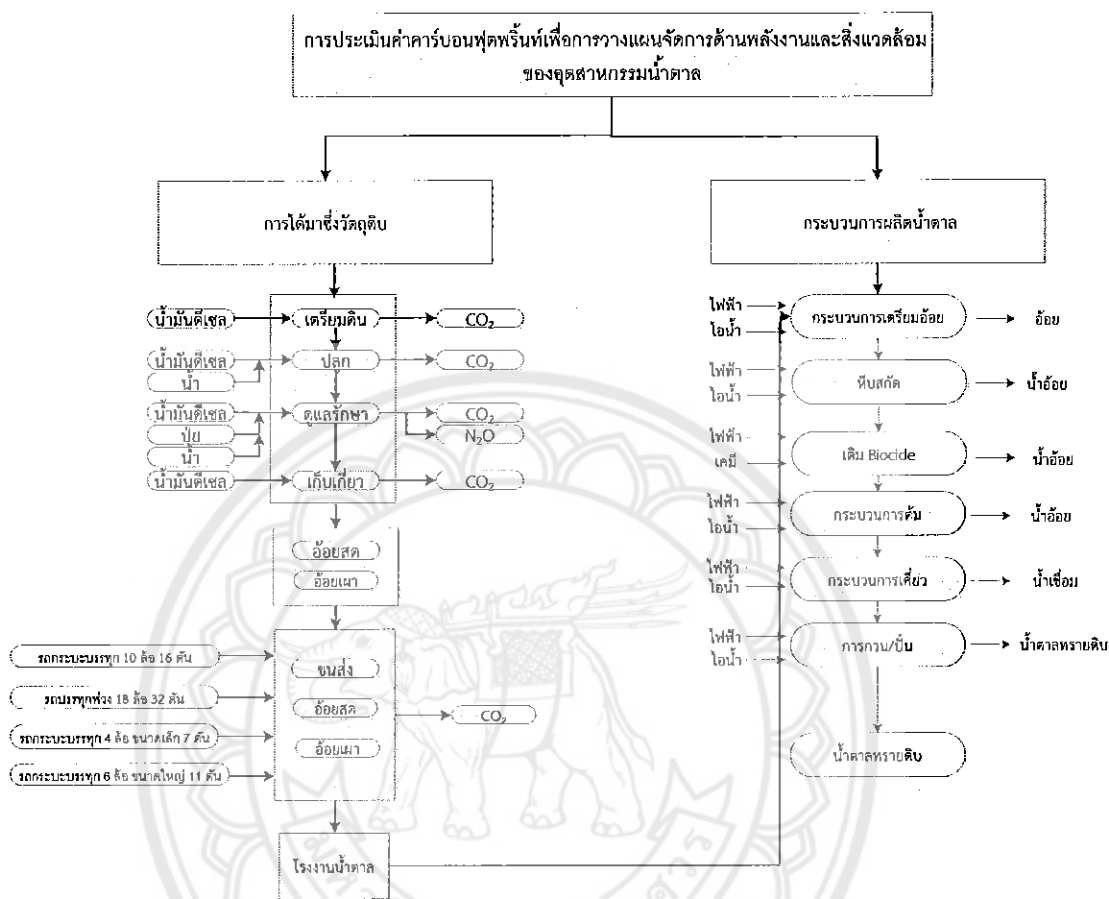 การประเมินค่าคาร์บอนฟุตพริ้นท์เพื่อการวางแผนจัดการด้านพลังงานและสิ่งแวดล้อม
ของอุตสาหกรรมน้ำตาล
การได้มาซึ่งวัตถุดิบ
น้ำมันดีเซล
เตรียมดิน
CO₂
น้ำมันดีเซล
น้ำ
ปลูก
CO₂
น้ำมันดีเซล
ปุ๋ย
น้ำ
ดูแลรักษา
CO₂
N₂O
น้ำมันดีเซล
เก็บเกี่ยว
CO₂
อ้อยสด
อ้อยเผา
รถกระบะบรรทุก 10 ล้อ 16 ตัน
รถบรรทุกพ่วง 18 ล้อ 32 ตัน
รถกระบะบรรทุก 4 ล้อ ขนาดเล็ก 7 ตัน
รถกระบะบรรทุก 6 ล้อ ขนาดใหญ่ 11 ตัน
ขนส่ง
อ้อยสด
อ้อยเผา
CO₂
โรงงานน้ำตาล
กระบวนการผลิตน้ำตาล
ไฟฟ้า
ไอน้ำ
กระบวนการเตรียมอ้อย
อ้อย
ไฟฟ้า
ไอน้ำ
หีบสกัด
น้ำอ้อย
ไฟฟ้า
เคมี
เติม Biocide
น้ำอ้อย
ไฟฟ้า
ไอน้ำ
กระบวนการต้ม
น้ำอ้อย
ไฟฟ้า
ไอน้ำ
กระบวนการเคี่ยว
น้ำเชื่อม
ไฟฟ้า
ไอน้ำ
การกวน/ปั่น
น้ำตาลทรายดิบ
น้ำตาลทรายดิบ